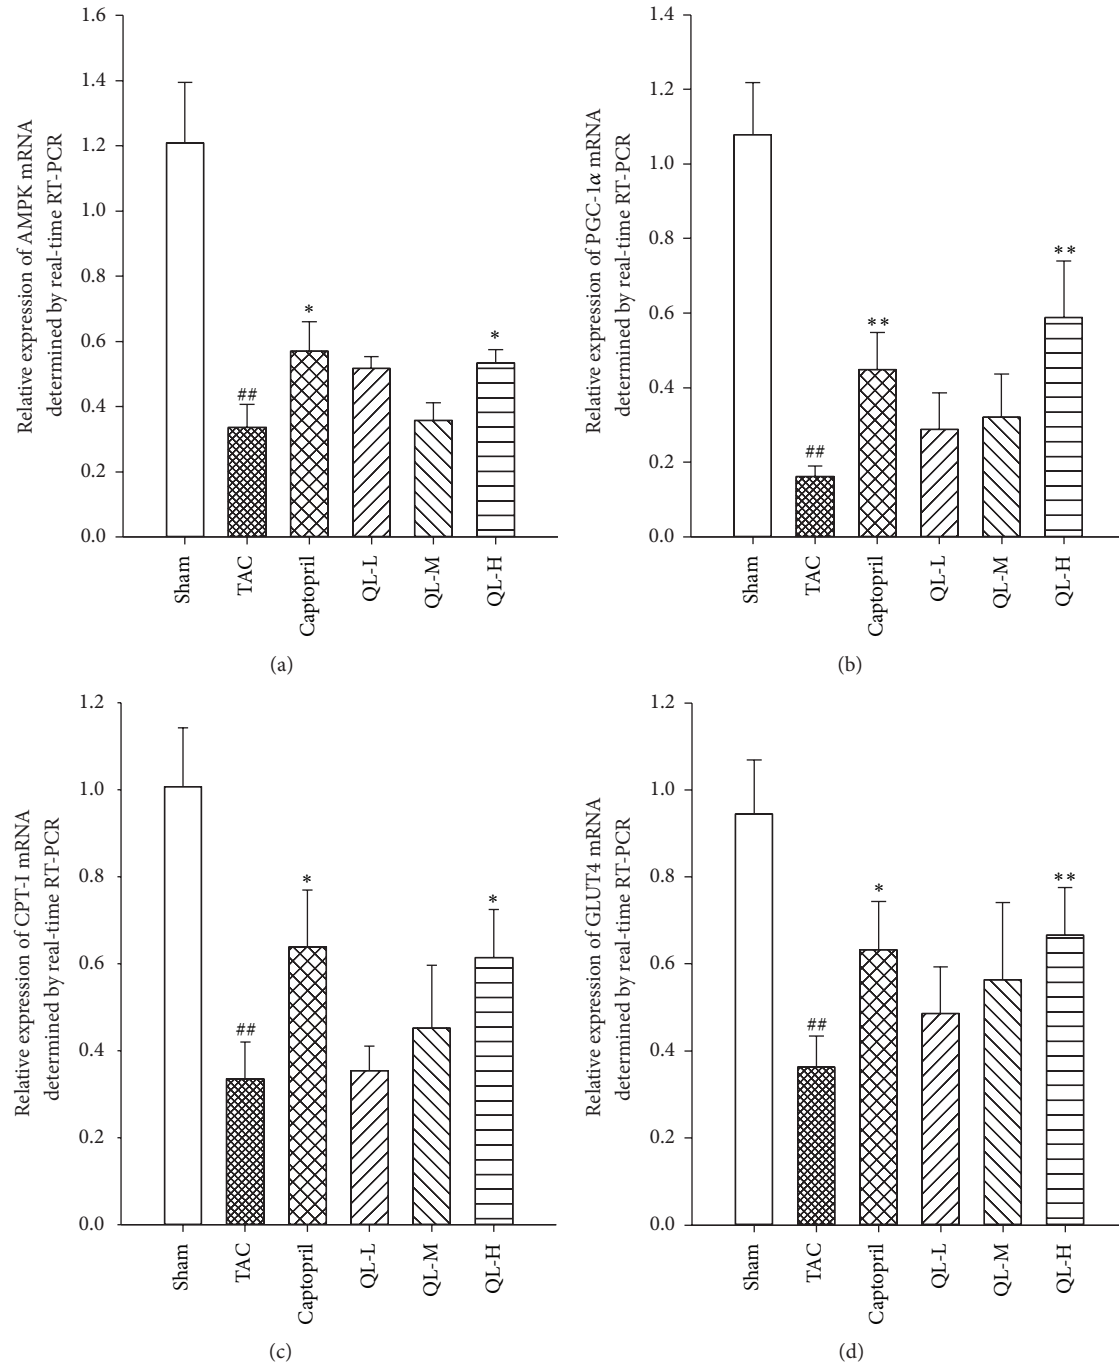 Relative expression of AMPK mRNA
determined by real-time RT-PCR
1.6
1.4
1.2
1.0
0.8
0.6
0.4
0.2
0.0
##
*
*
Sham
TAC
Captopril
QL-L
QL-M
QL-H
(a)
Relative expression of PGC-1α mRNA
determined by real-time RT-PCR
1.4
1.2
1.0
0.8
0.6
0.4
0.2
0.0
##
**
**
Sham
TAC
Captopril
QL-L
QL-M
QL-H
(b)
Relative expression of CPT-I mRNA
determined by real-time RT-PCR
1.2
1.0
0.8
0.6
0.4
0.2
0.0
##
*
*
Sham
TAC
Captopril
QL-L
QL-M
QL-H
(c)
Relative expression of GLUT4 mRNA
determined by real-time RT-PCR
1.2
1.0
0.8
0.6
0.4
0.2
0.0
##
*
**
Sham
TAC
Captopril
QL-L
QL-M
QL-H
(d)